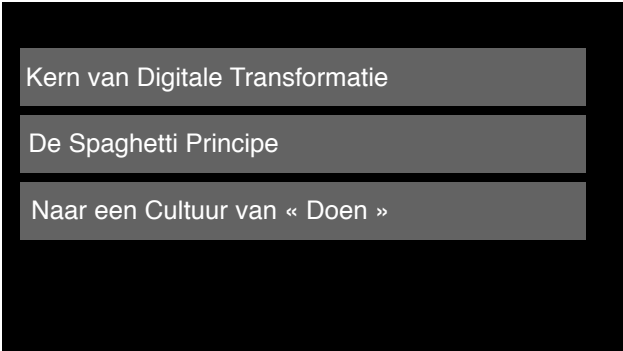 Kern van Digitale Transformatie
De Spaghetti Principe
Naar een Cultuur van « Doen »